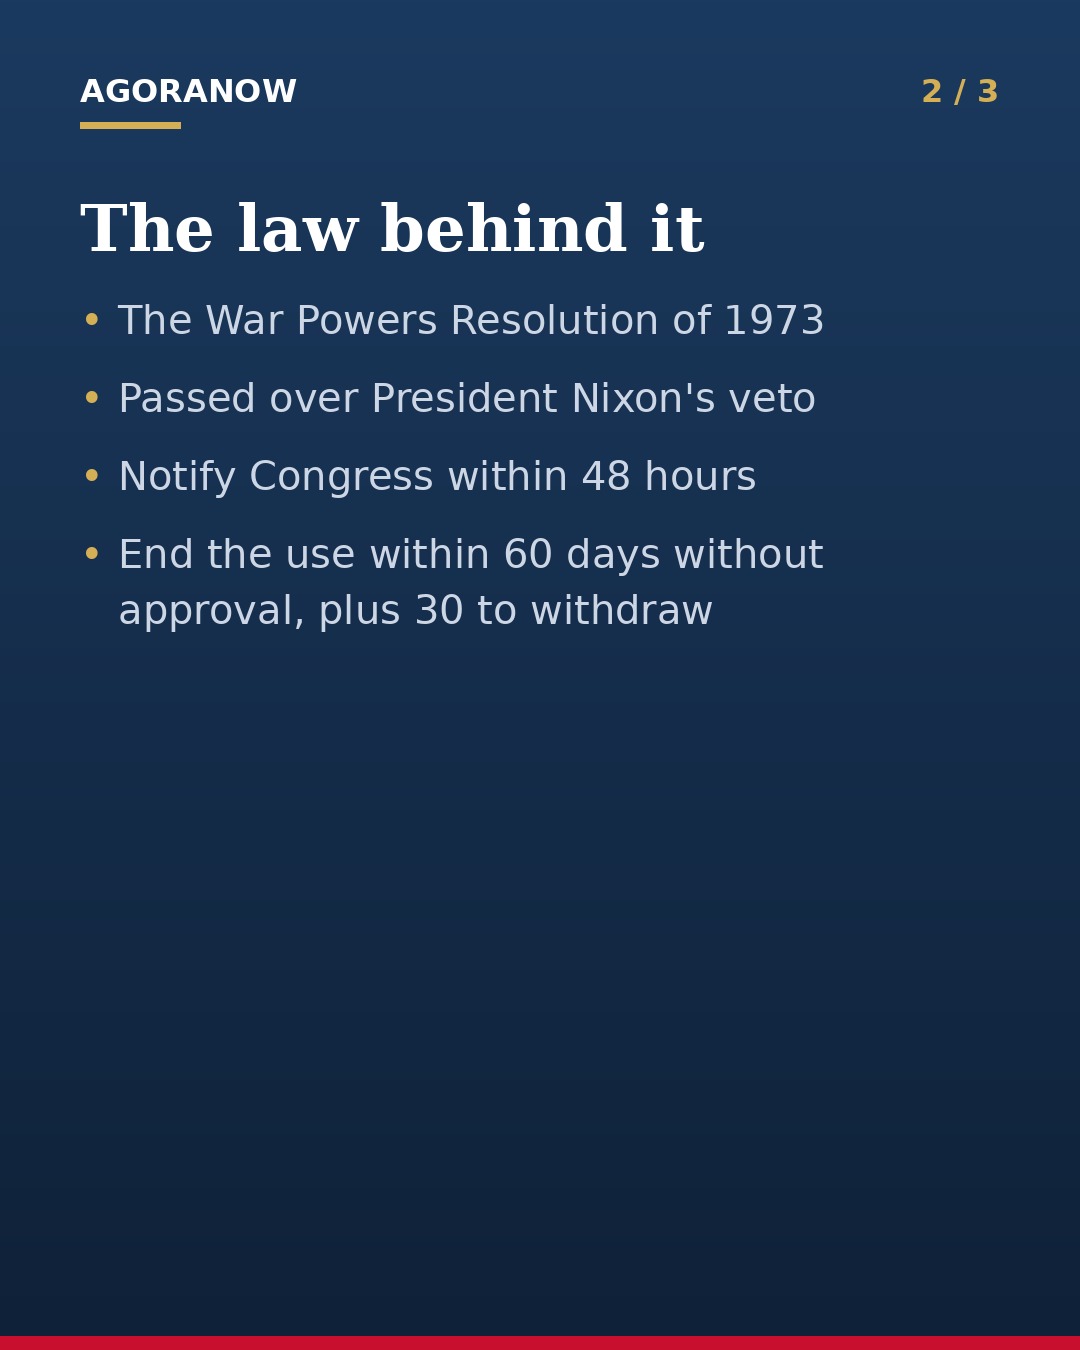 AGORANOW
2 / 3
The law behind it
• The War Powers Resolution of 1973
• Passed over President Nixon's veto
• Notify Congress within 48 hours
• End the use within 60 days without
approval, plus 30 to withdraw